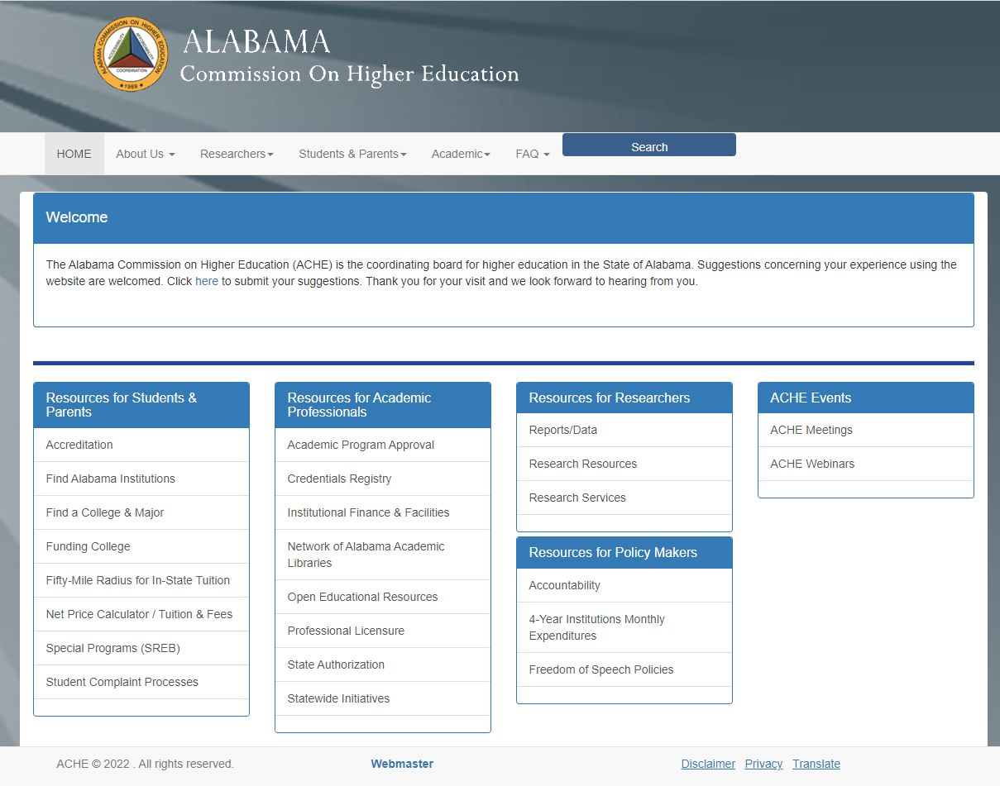 ALABAMA COMMISSION ON HIGHER EDUCATION
ACCESSIBILITY
AFFORDABILITY
COORDINATION
★1969★
ALABAMA
Commission On Higher Education
HOME About Us Researchers Students & Parents Academic FAQ Search
Welcome
The Alabama Commission on Higher Education (ACHE) is the coordinating board for higher education in the State of Alabama. Suggestions concerning your experience using the
website are welcomed. Click here to submit your suggestions. Thank you for your visit and we look forward to hearing from you.
Resources for Students &
Parents
Accreditation
Find Alabama Institutions
Find a College & Major
Funding College
Fifty-Mile Radius for In-State Tuition
Net Price Calculator / Tuition & Fees
Special Programs (SREB)
Student Complaint Processes
Resources for Academic
Professionals
Academic Program Approval
Credentials Registry
Institutional Finance & Facilities
Network of Alabama Academic
Libraries
Open Educational Resources
Professional Licensure
State Authorization
Statewide Initiatives
Resources for Researchers
Reports/Data
Research Resources
Research Services
Resources for Policy Makers
Accountability
4-Year Institutions Monthly
Expenditures
Freedom of Speech Policies
ACHE Events
ACHE Meetings
ACHE Webinars
ACHE © 2022 . All rights reserved. Webmaster Disclaimer Privacy Translate